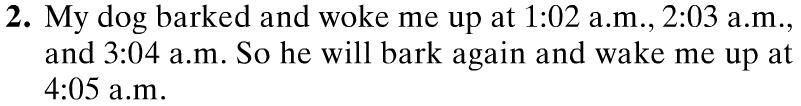 2. My dog barked and woke me up at 1:02 a.m., 2:03 a.m.,
and 3:04 a.m. So he will bark again and wake me up at
4:05 a.m.